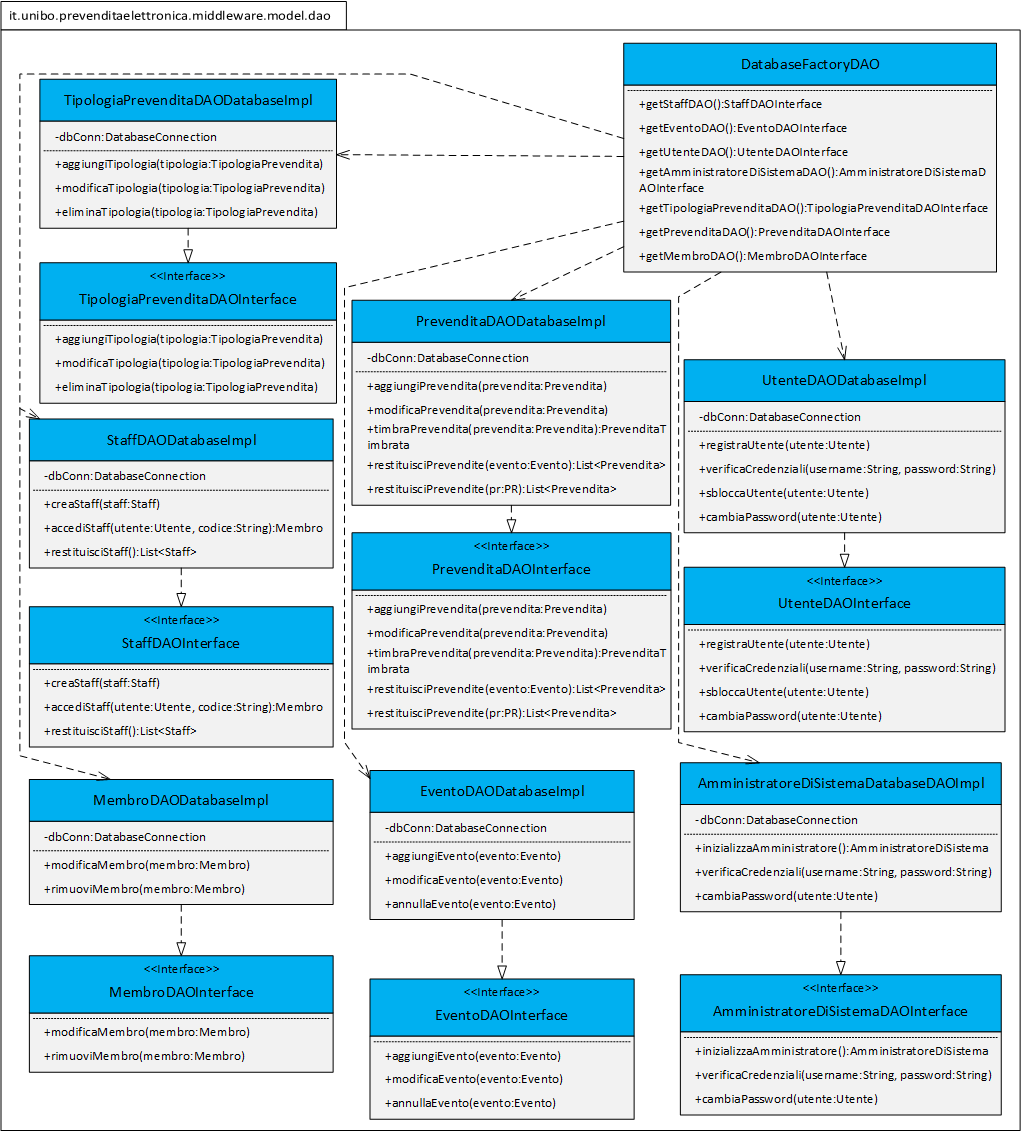 it.unibo.prevenditaelettronica.middleware.model.dao
DatabaseFactoryDAO
+getStaffDAO():StaffDAOInterface
+getEventoDAO():EventoDAOInterface
+getUtenteDAO():UtenteDAOInterface
+getAmministratoreDiSistemaDAO():AmministratoreDiSistemaD
AOInterface
+getTipologiaPrevenditaDAO():TipologiaPrevenditaDAOInterface
+getPrevenditaDAO():PrevenditaDAOInterface
+getMembroDAO():MembroDAOInterface
TipologiaPrevenditaDAODatabaseImpl
-dbConn:DatabaseConnection
+aggiungiTipologia(tipologia:TipologiaPrevendita)
+modificaTipologia(tipologia:TipologiaPrevendita)
+eliminaTipologia(tipologia:TipologiaPrevendita)
<<Interface>>
TipologiaPrevenditaDAOInterface
+aggiungiTipologia(tipologia:TipologiaPrevendita)
+modificaTipologia(tipologia:TipologiaPrevendita)
+eliminaTipologia(tipologia:TipologiaPrevendita)
StaffDAODatabaseImpl
-dbConn:DatabaseConnection
+creaStaff(staff:Staff)
+accediStaff(utente:Utente, codice:String):Membro
+restituisciStaff():List<Staff>
<<Interface>>
StaffDAOInterface
+creaStaff(staff:Staff)
+accediStaff(utente:Utente, codice:String):Membro
+restituisciStaff():List<Staff>
MembroDAODatabaseImpl
-dbConn:DatabaseConnection
+modificaMembro(membro:Membro)
+rimuoviMembro(membro:Membro)
<<Interface>>
MembroDAOInterface
+modificaMembro(membro:Membro)
+rimuoviMembro(membro:Membro)
PrevenditaDAODatabaseImpl
-dbConn:DatabaseConnection
+aggiungiPrevendita(prevendita:Prevendita)
+modificaPrevendita(prevendita:Prevendita)
+timbraPrevendita(prevendita:Prevendita):PrevenditaT
imbrata
+restituisciPrevendite(evento:Evento):List<Prevendita>
+restituisciPrevendite(pr:PR):List<Prevendita>
<<Interface>>
PrevenditaDAOInterface
+aggiungiPrevendita(prevendita:Prevendita)
+modificaPrevendita(prevendita:Prevendita)
+timbraPrevendita(prevendita:Prevendita):PrevenditaT
imbrata
+restituisciPrevendite(evento:Evento):List<Prevendita>
+restituisciPrevendite(pr:PR):List<Prevendita>
EventoDAODatabaseImpl
-dbConn:DatabaseConnection
+aggiungiEvento(evento:Evento)
+modificaEvento(evento:Evento)
+annullaEvento(evento:Evento)
<<Interface>>
EventoDAOInterface
+aggiungiEvento(evento:Evento)
+modificaEvento(evento:Evento)
+annullaEvento(evento:Evento)
UtenteDAODatabaseImpl
-dbConn:DatabaseConnection
+registraUtente(utente:Utente)
+verificaCredenziali(username:String, password:String)
+sbloccaUtente(utente:Utente)
+cambiaPassword(utente:Utente)
<<Interface>>
UtenteDAOInterface
+registraUtente(utente:Utente)
+verificaCredenziali(username:String, password:String)
+sbloccaUtente(utente:Utente)
+cambiaPassword(utente:Utente)
AmministratoreDiSistemaDatabaseDAOImpl
-dbConn:DatabaseConnection
+inizializzaAmministratore():AmministratoreDiSistema
+verificaCredenziali(username:String, password:String)
+cambiaPassword(utente:Utente)
<<Interface>>
AmministratoreDiSistemaDAOInterface
+inizializzaAmministratore():AmministratoreDiSistema
+verificaCredenziali(username:String, password:String)
+cambiaPassword(utente:Utente)